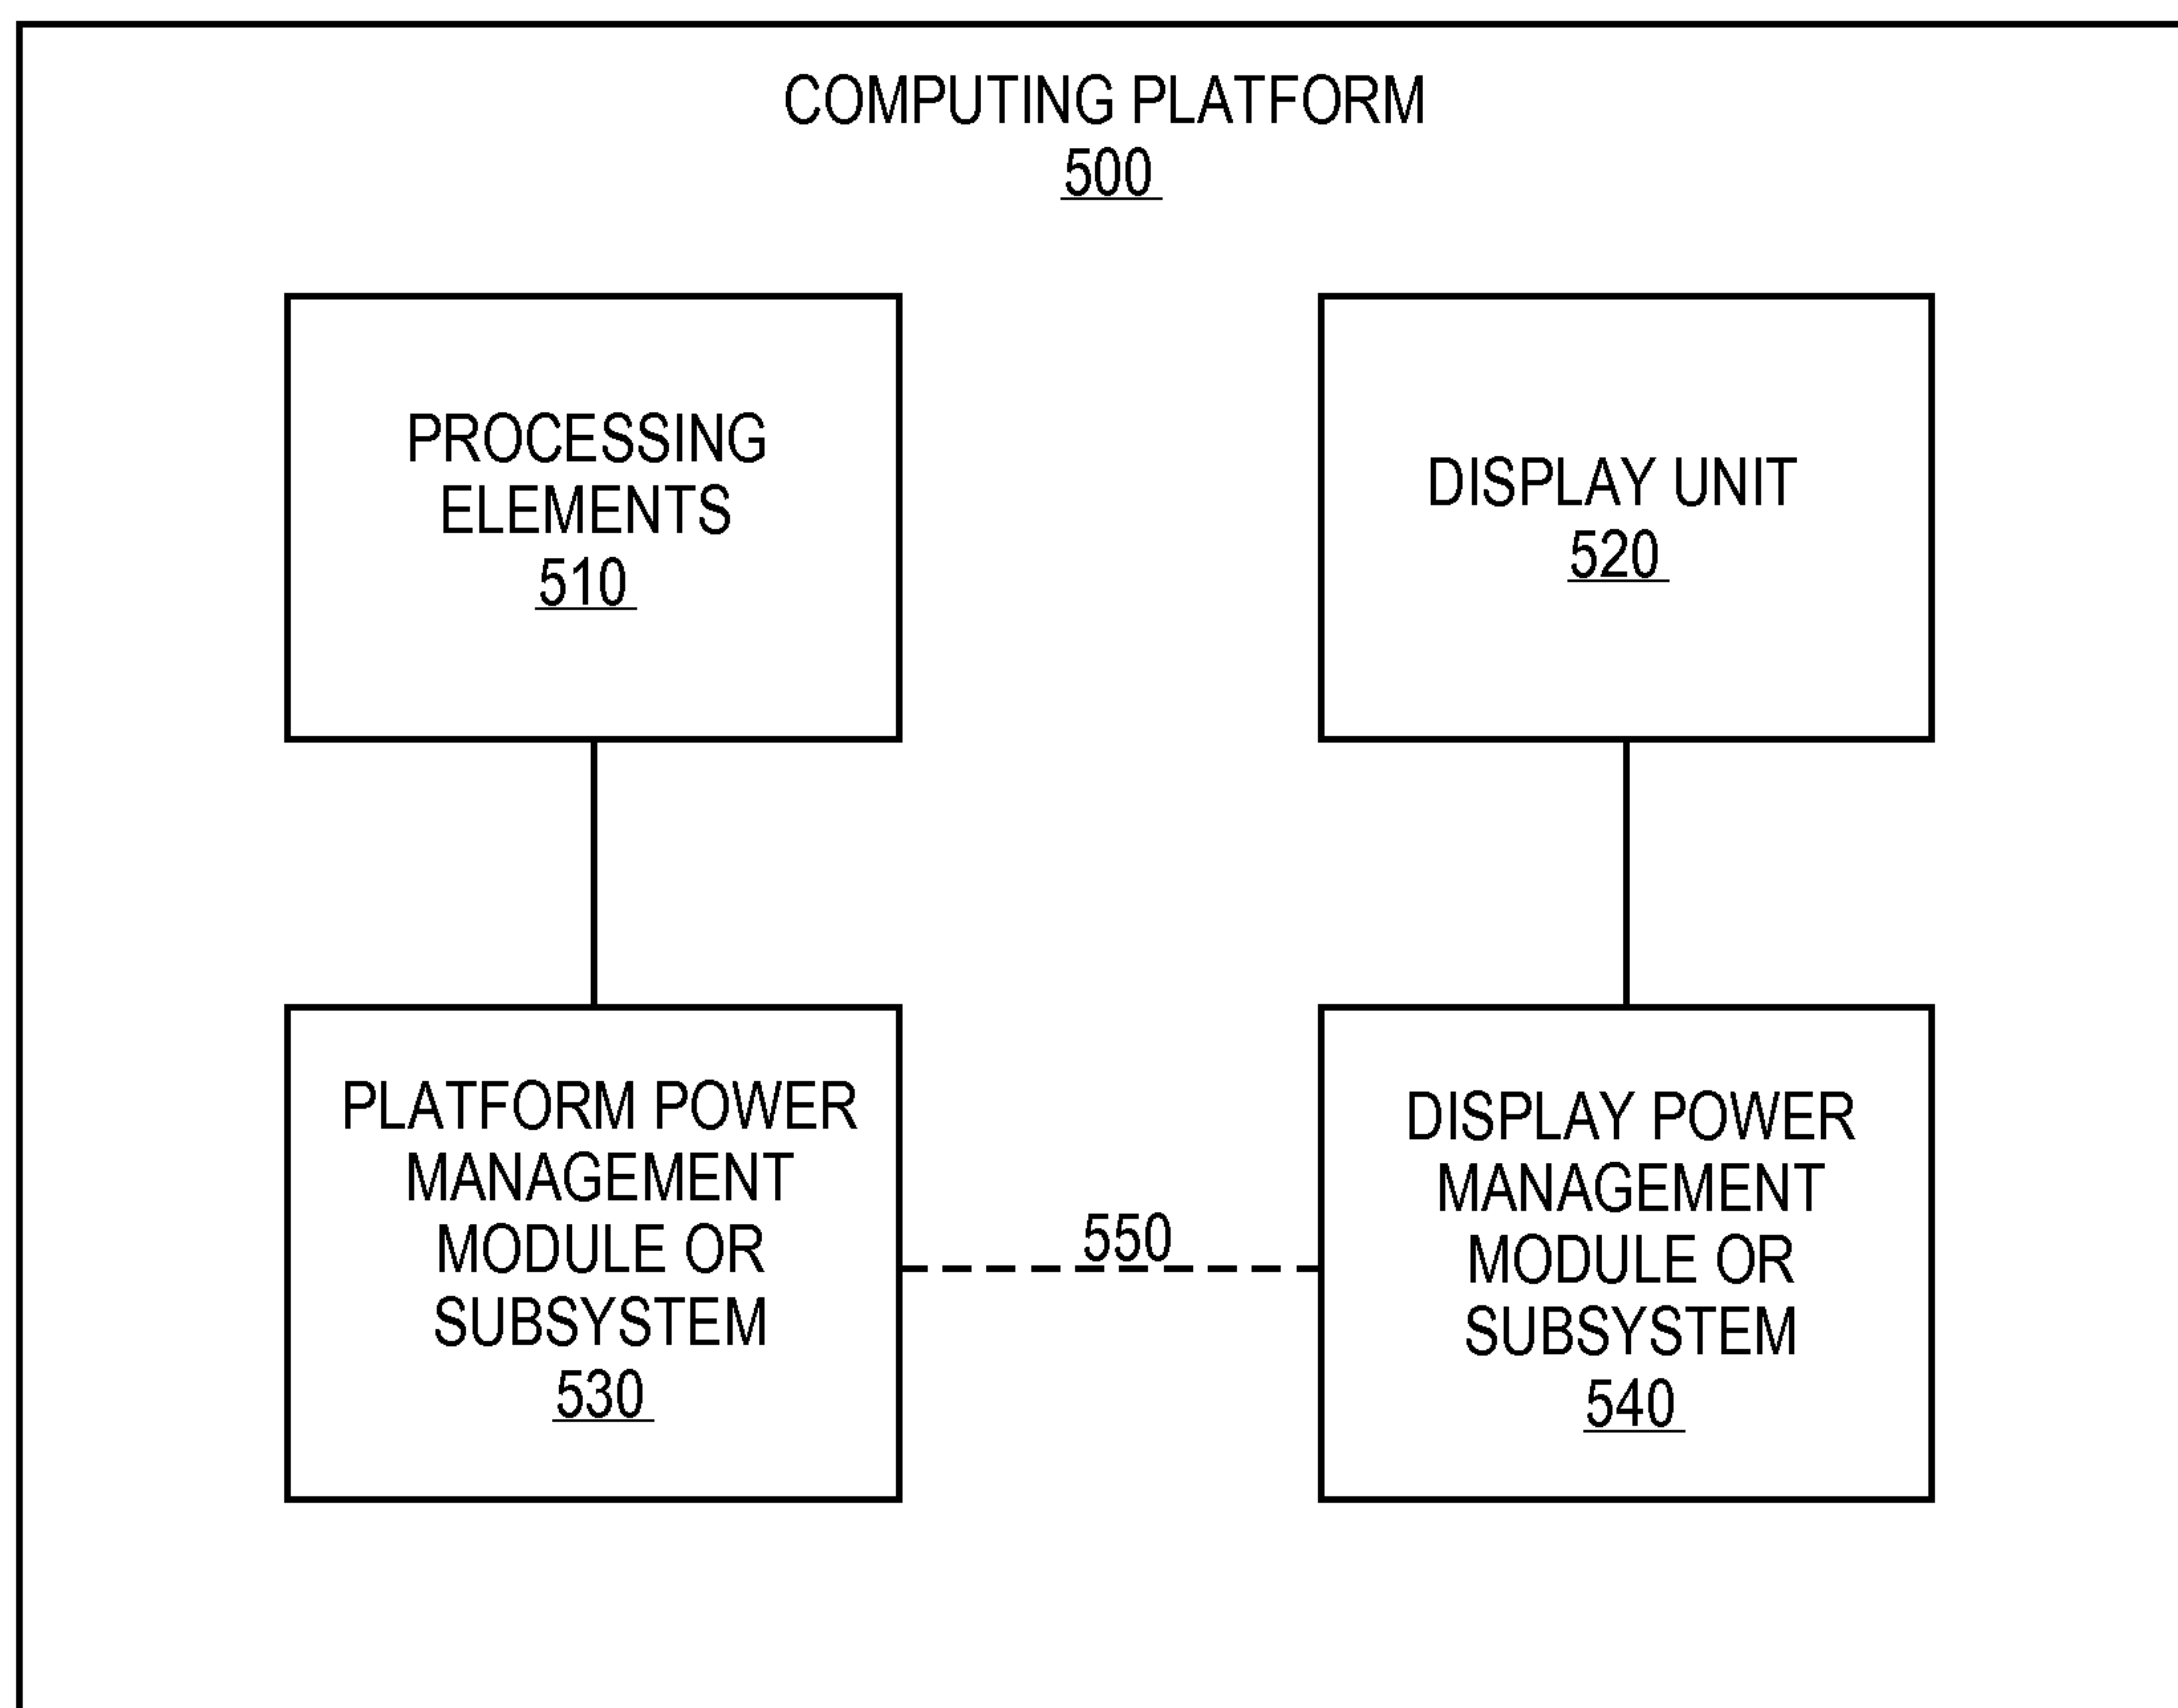 COMPUTING PLATFORM
500
PROCESSING
ELEMENTS
510
DISPLAY UNIT
520
PLATFORM POWER
MANAGEMENT
MODULE OR
SUBSYSTEM
530
550
DISPLAY POWER
MANAGEMENT
MODULE OR
SUBSYSTEM
540